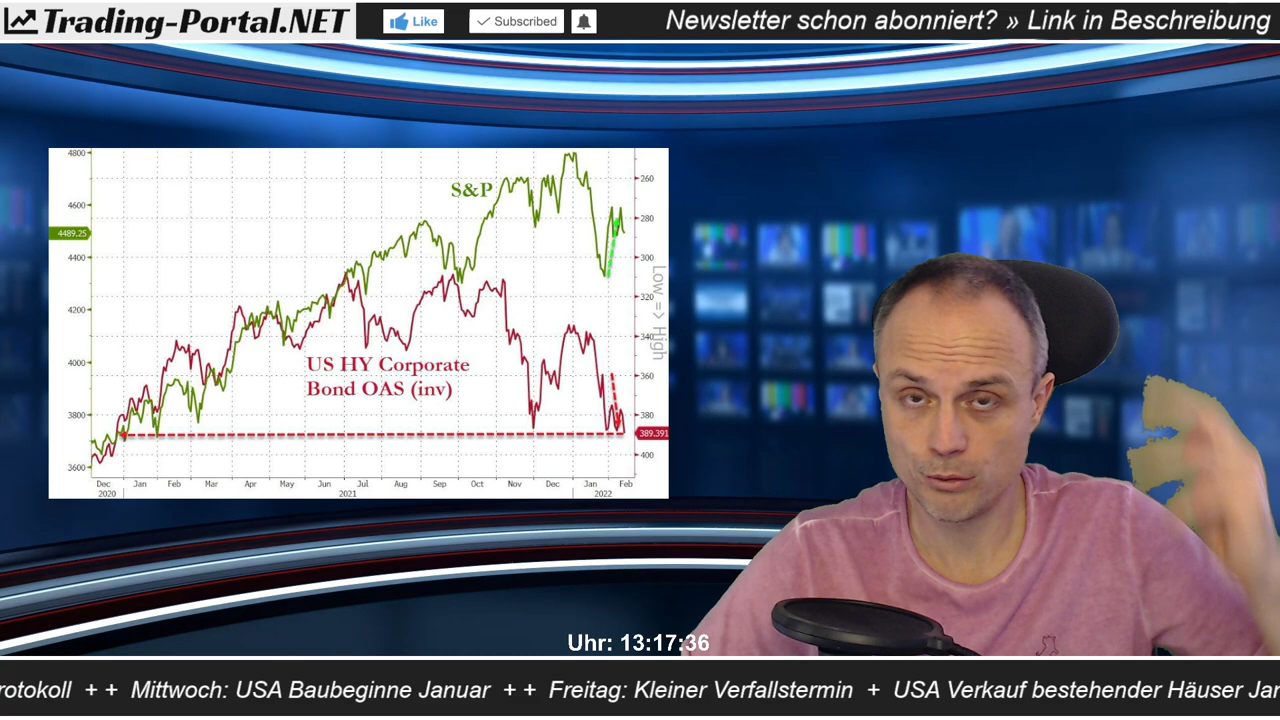 Trading-Portal.NET
Like
Subscribed
Newsletter schon abonniert? » Link in Beschreibung
4800
4600
4489.25
4400
4200
4000
3800
3600
S&P
US HY Corporate
Bond OAS (inv)
260
280
300
320
340
360
380
389.391
400
Low => High
Dec Jan Feb Mar Apr May Jun Jul Aug Sep Oct Nov Dec Jan Feb
2020 2021 2022
Uhr: 13:17:36
rotokoll + + Mittwoch: USA Baubeginne Januar + + Freitag: Kleiner Verfallstermin + USA Verkauf bestehender Häuser Jan